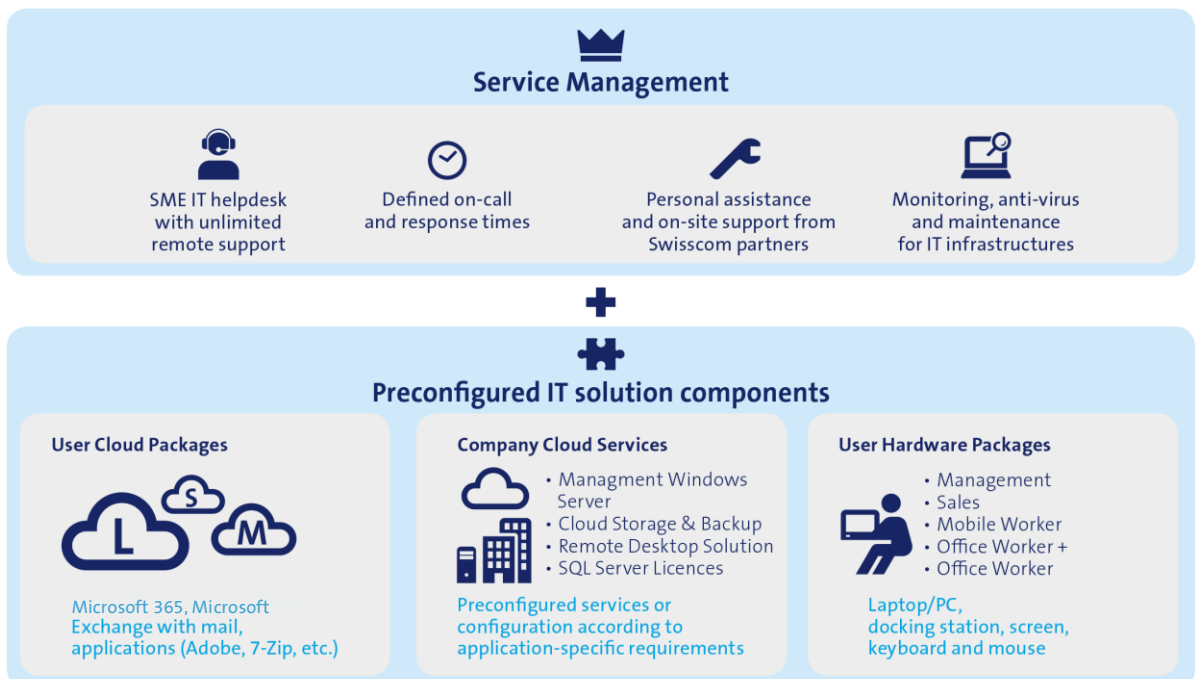 Service Management
SME IT helpdesk
with unlimited
remote support
Defined on-call
and response times
Personal assistance
and on-site support from
Swisscom partners
Monitoring, anti-virus
and maintenance
for IT infrastructures
Preconfigured IT solution components
User Cloud Packages
S
L
M
Microsoft 365, Microsoft
Exchange with mail,
applications (Adobe, 7-Zip, etc.)
Company Cloud Services
• Managment Windows
Server
• Cloud Storage & Backup
• Remote Desktop Solution
• SQL Server Licences
Preconfigured services or
configuration according to
application-specific requirements
User Hardware Packages
• Management
• Sales
• Mobile Worker
• Office Worker +
• Office Worker
Laptop/PC,
docking station, screen,
keyboard and mouse